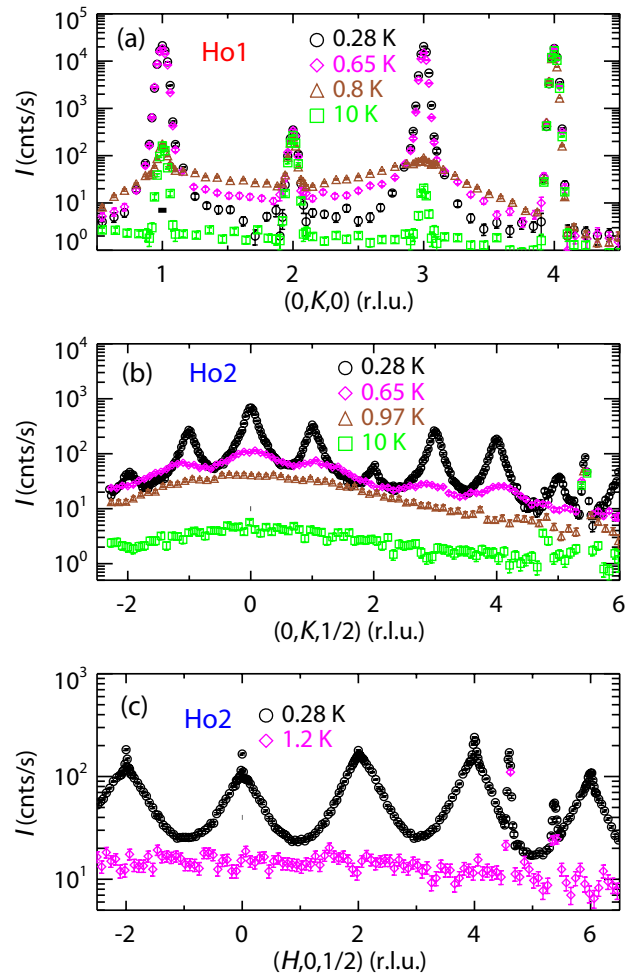 (a)
Ho1
0.28 K
0.65 K
0.8 K
10 K
10^5
10^4
10^3
10^2
10^1
10^0
I (cnts/s)
1 2 3 4
(0,K,0) (r.l.u.)
(b)
Ho2
0.28 K
0.65 K
0.97 K
10 K
10^4
10^3
10^2
10^1
10^0
I (cnts/s)
-2 0 2 4 6
(0,K,1/2) (r.l.u.)
(c)
Ho2
0.28 K
1.2 K
10^3
10^2
10^1
I (cnts/s)
-2 0 2 4 6
(H,0,1/2) (r.l.u.)